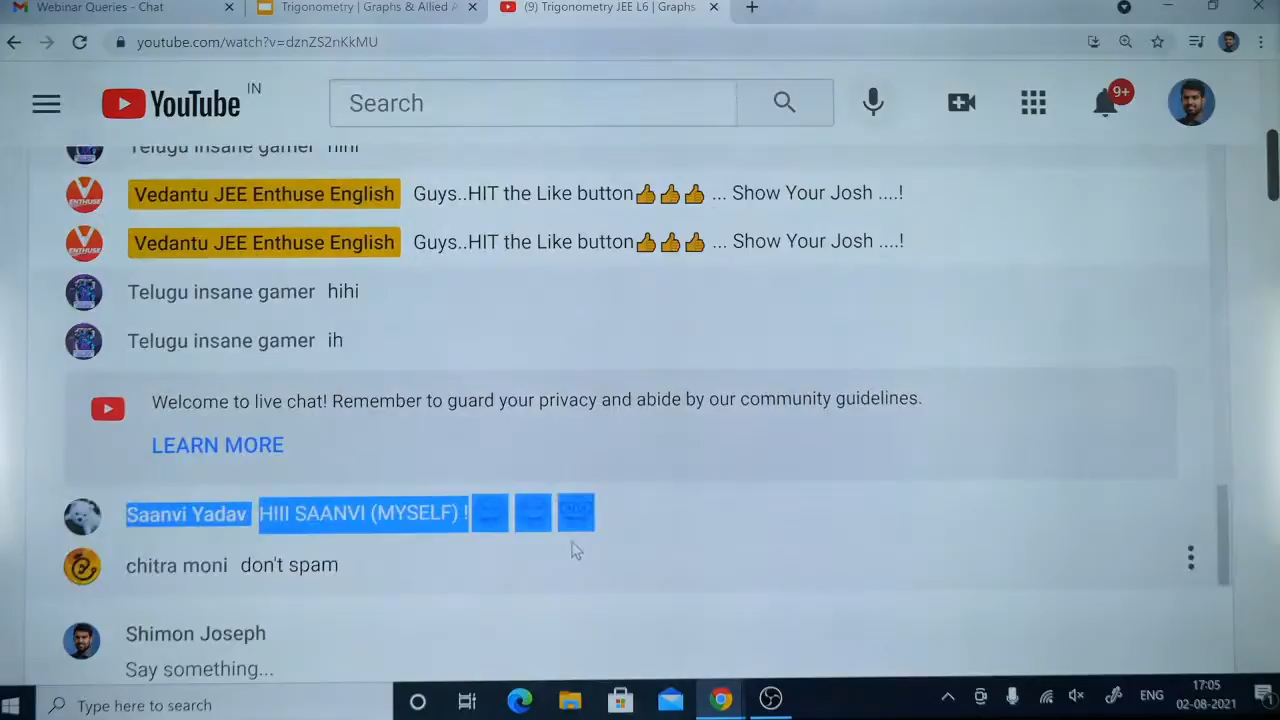 Webinar Queries - Chat
Trigonometry | Graphs & Allied A
(9) Trigonometry JEE L6 | Graphs
youtube.com/watch?v=dznZS2nKkMU
YouTube IN
Search
9+
Telugu insane gamer hihi
Vedantu JEE Enthuse English Guys..HIT the Like button👍👍👍 ... Show Your Josh ....!
Vedantu JEE Enthuse English Guys..HIT the Like button👍👍👍 ... Show Your Josh ....!
Telugu insane gamer hihi
Telugu insane gamer ih
Welcome to live chat! Remember to guard your privacy and abide by our community guidelines.
LEARN MORE
Saanvi Yadav HIII SAANVI (MYSELF) !
chitra moni don't spam
Shimon Joseph
Say something...
Type here to search
ENG
17:05
02-08-2021